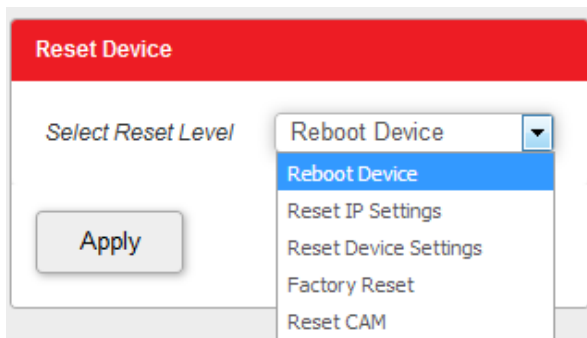 Reset Device
Select Reset Level
Reboot Device
Reboot Device
Reset IP Settings
Reset Device Settings
Factory Reset
Reset CAM
Apply